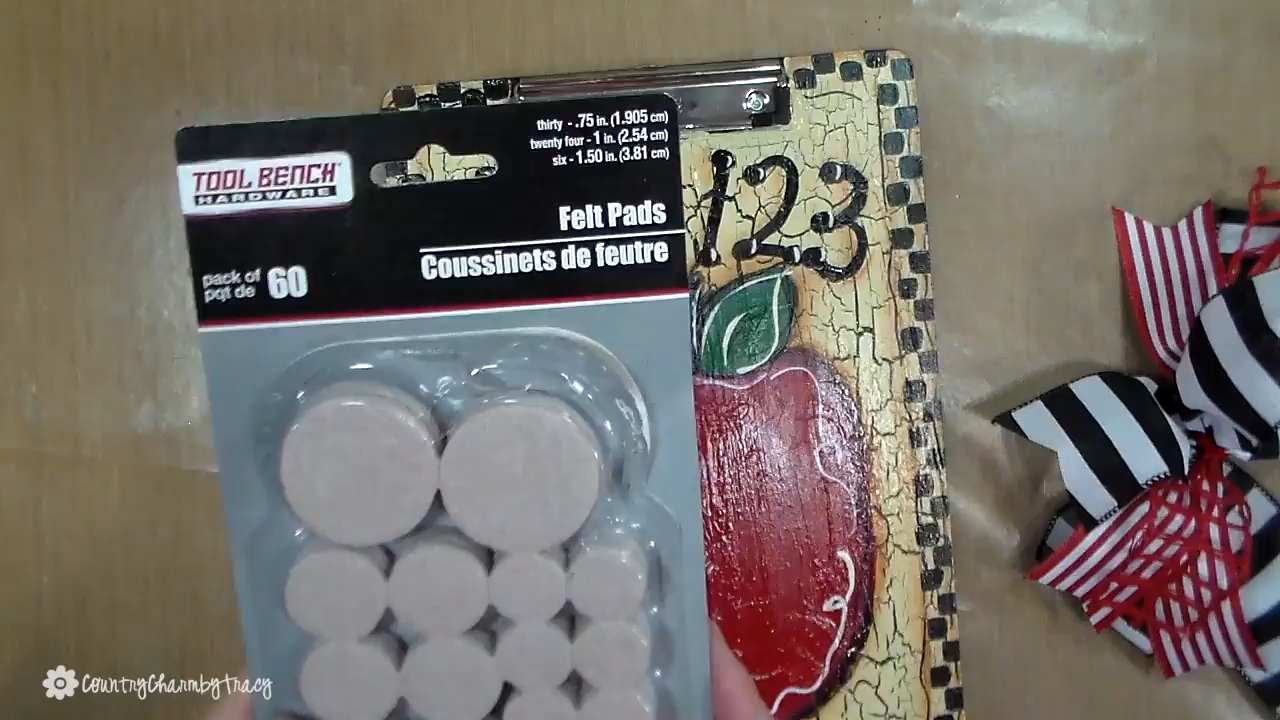 thirty - .75 in. (1.905 cm)
twenty four - 1 in. (2.54 cm)
six - 1.50 in. (3.81 cm)
TOOL BENCH
HARDWARE
Felt Pads
Coussinets de feutre
pack of
pqt de
60
123
CountryCharmbyTracy